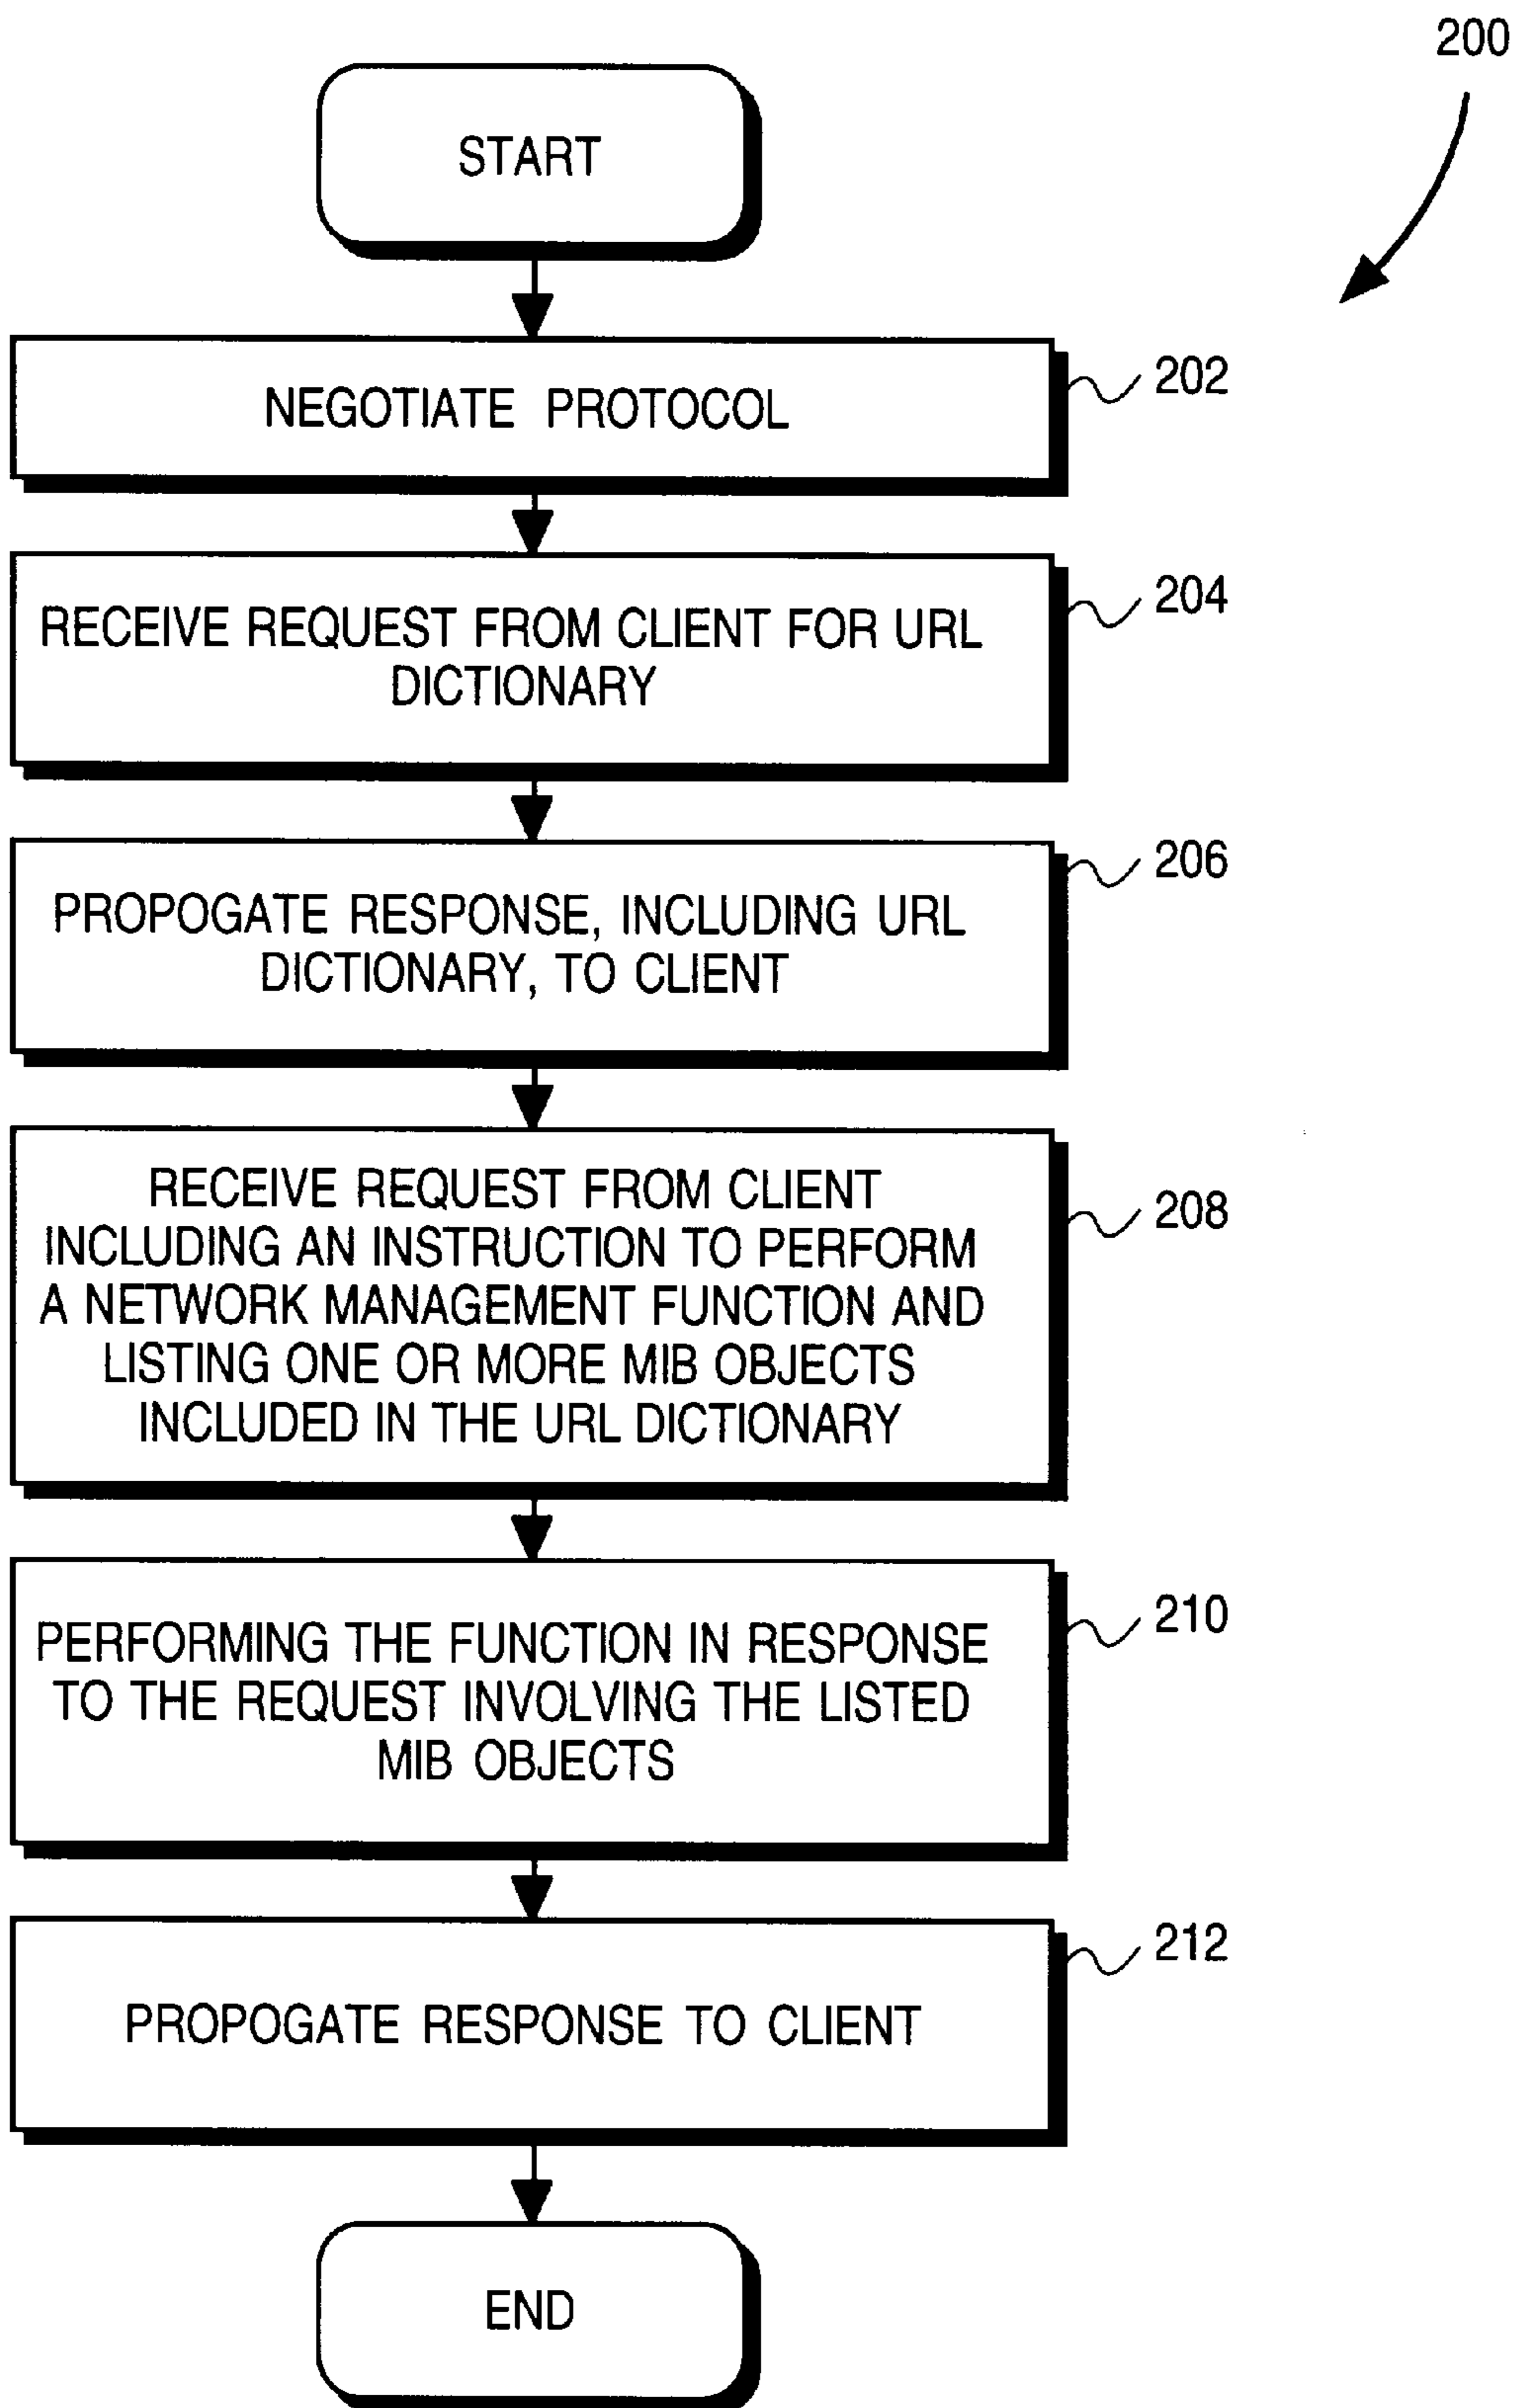 200
START
NEGOTIATE PROTOCOL
202
RECEIVE REQUEST FROM CLIENT FOR URL
DICTIONARY
204
PROPOGATE RESPONSE, INCLUDING URL
DICTIONARY, TO CLIENT
206
RECEIVE REQUEST FROM CLIENT
INCLUDING AN INSTRUCTION TO PERFORM
A NETWORK MANAGEMENT FUNCTION AND
LISTING ONE OR MORE MIB OBJECTS
INCLUDED IN THE URL DICTIONARY
208
PERFORMING THE FUNCTION IN RESPONSE
TO THE REQUEST INVOLVING THE LISTED
MIB OBJECTS
210
PROPOGATE RESPONSE TO CLIENT
212
END